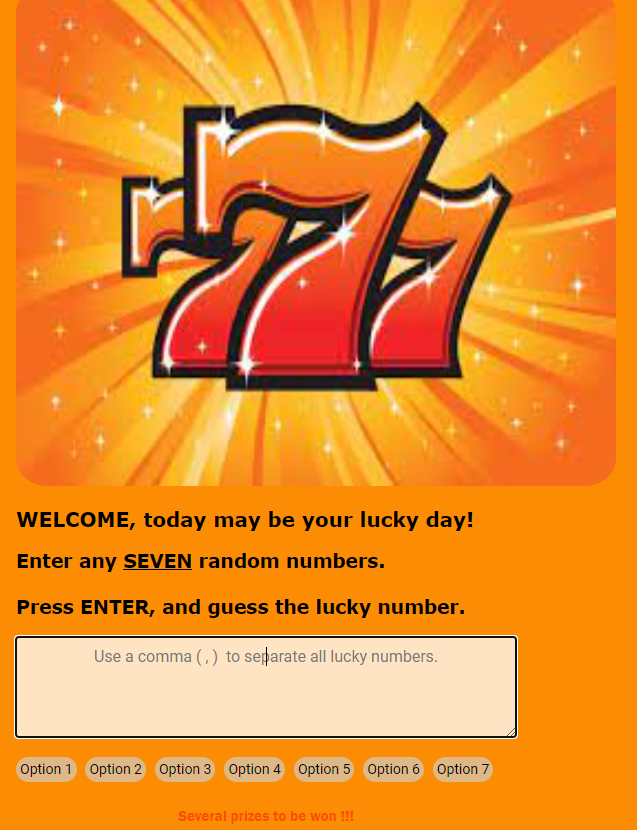 777
WELCOME, today may be your lucky day!
Enter any SEVEN random numbers.
Press ENTER, and guess the lucky number.
Use a comma ( , )  to separate all lucky numbers.
Option 1 Option 2 Option 3 Option 4 Option 5 Option 6 Option 7
Several prizes to be won !!!